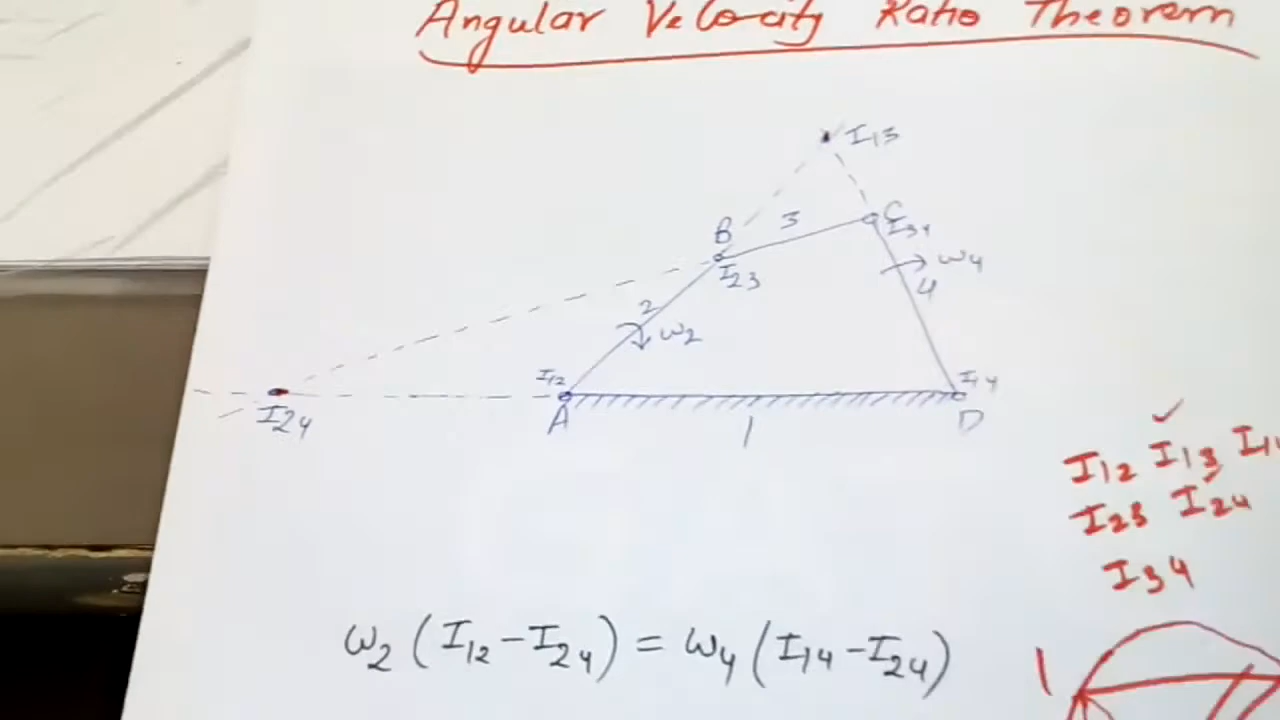 Angular Velocity Ratio Theorem
I13
B
3
C
I34
I23
ω4
4
2
ω2
I24
I12
A
1
I14
D
I12 I13
I23 I24
I34
ω2 (I12 - I24) = ω4 (I14 - I24)
1